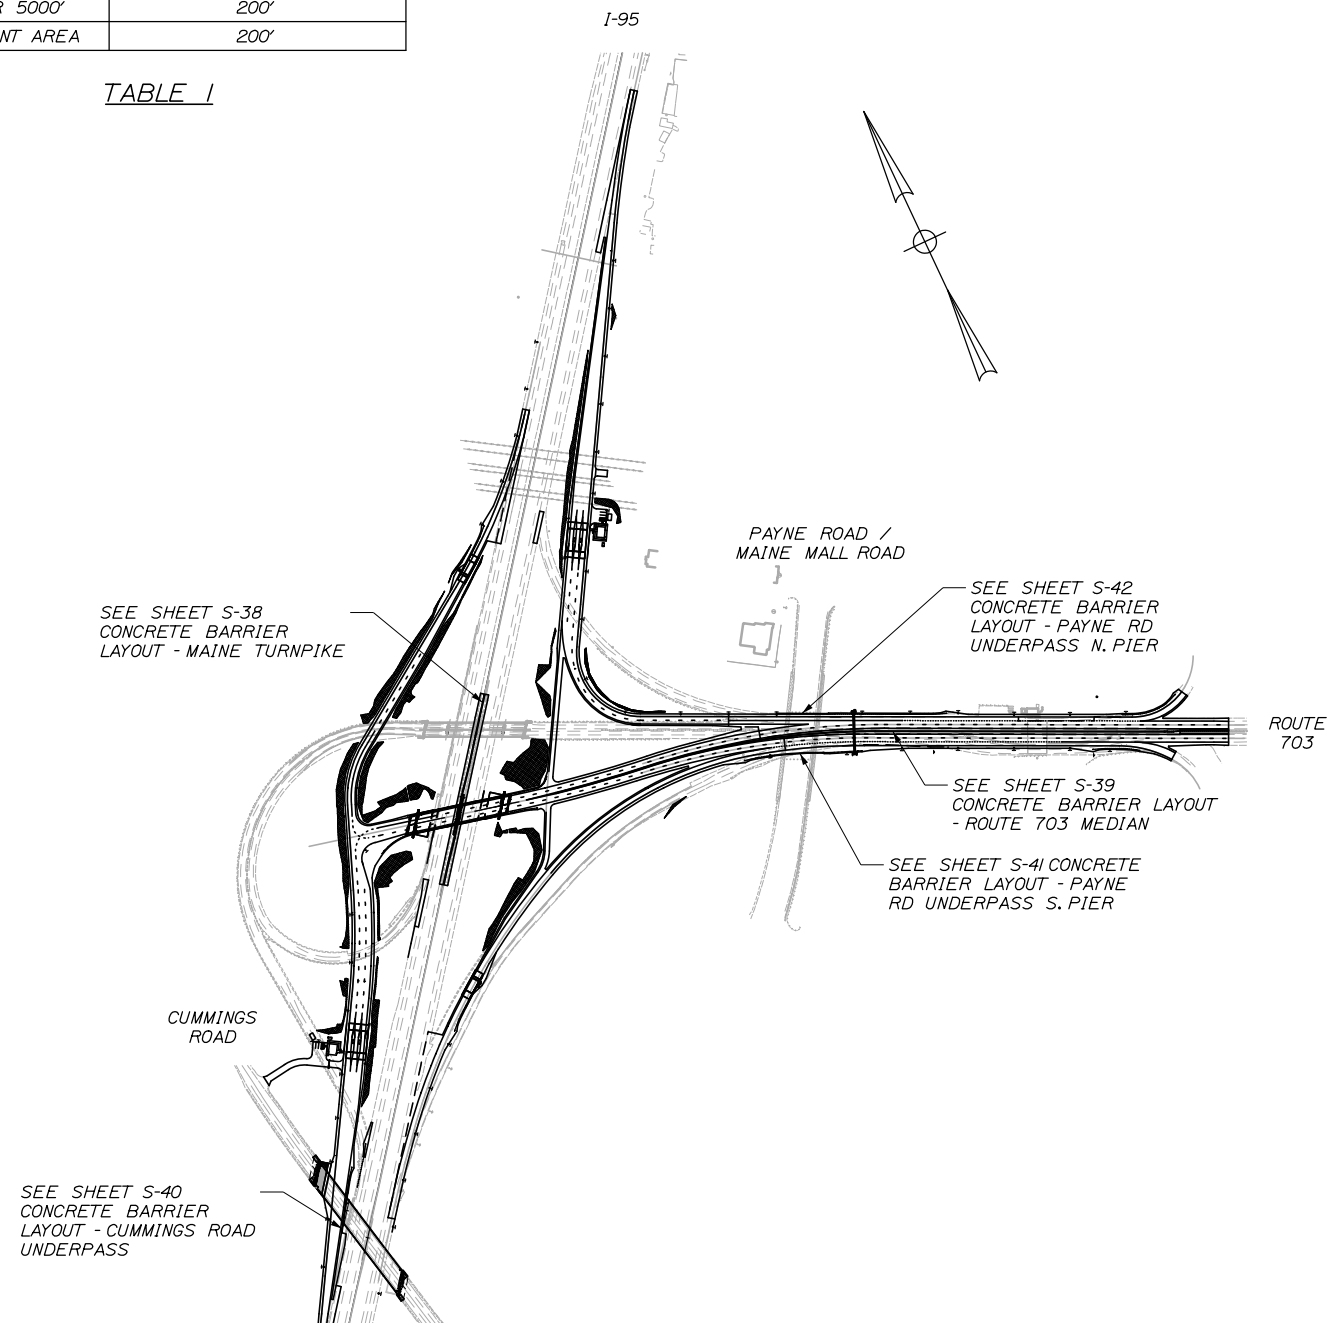 R 5000' 200'
NT AREA 200'
TABLE 1
I-95
PAYNE ROAD /
MAINE MALL ROAD
SEE SHEET S-42
CONCRETE BARRIER
LAYOUT - PAYNE RD
UNDERPASS N. PIER
SEE SHEET S-38
CONCRETE BARRIER
LAYOUT - MAINE TURNPIKE
ROUTE
703
SEE SHEET S-39
CONCRETE BARRIER LAYOUT
- ROUTE 703 MEDIAN
SEE SHEET S-41 CONCRETE
BARRIER LAYOUT - PAYNE
RD UNDERPASS S. PIER
CUMMINGS
ROAD
SEE SHEET S-40
CONCRETE BARRIER
LAYOUT - CUMMINGS ROAD
UNDERPASS